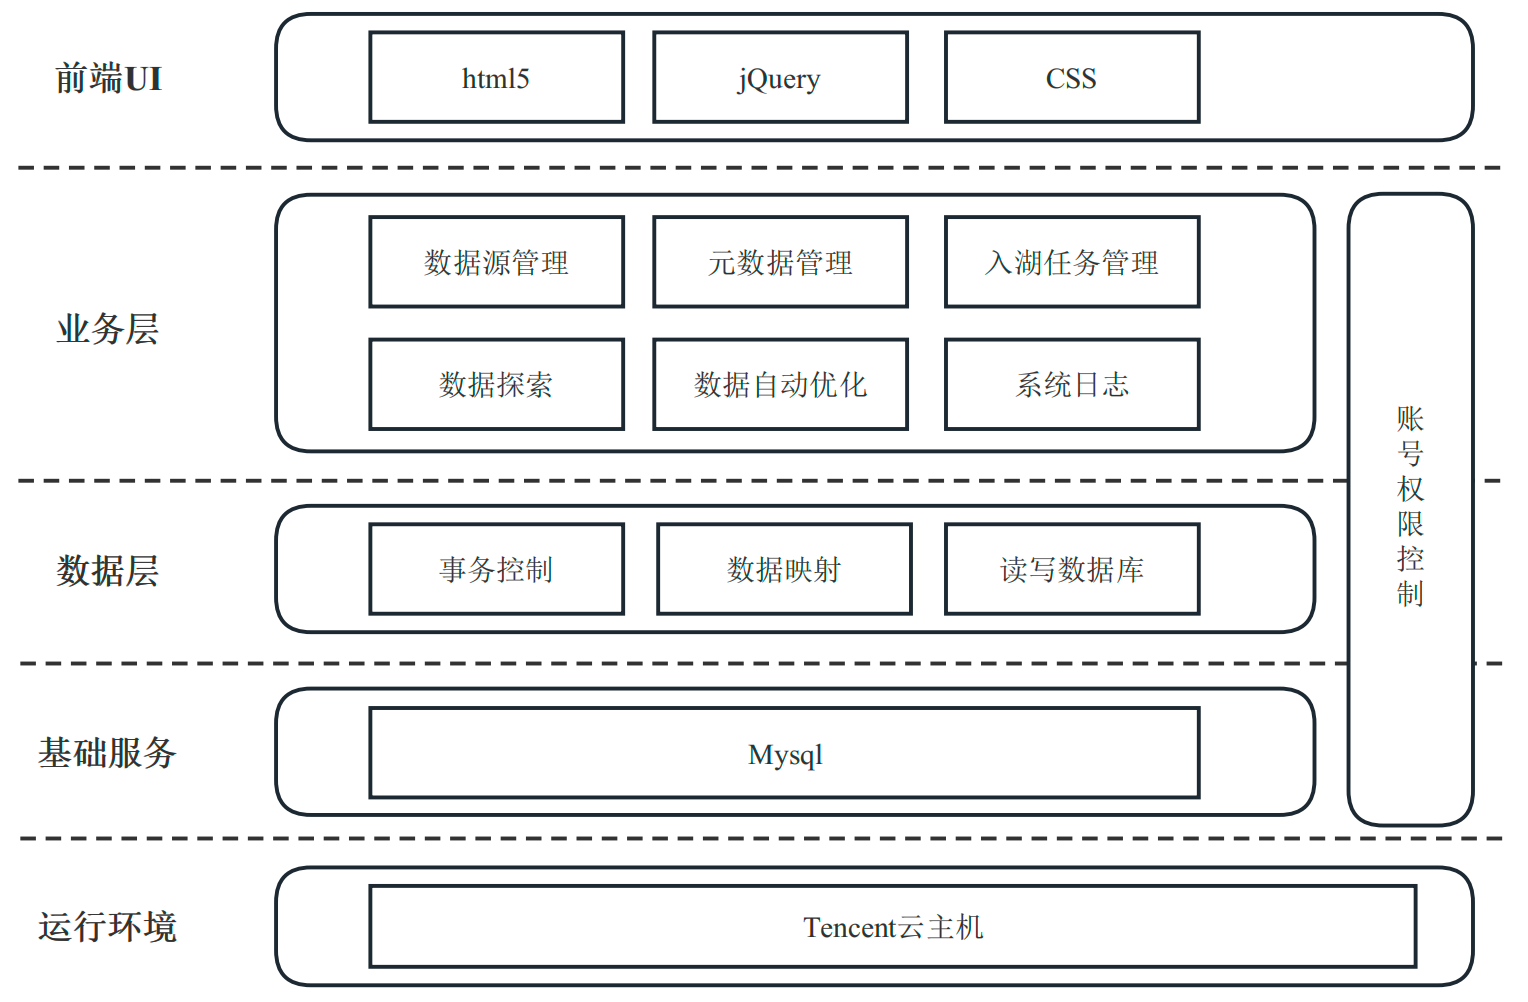 前端UI
html5
jQuery
CSS
业务层
数据源管理
元数据管理
入湖任务管理
数据探索
数据自动优化
系统日志
账号权限控制
数据层
事务控制
数据映射
读写数据库
基础服务
Mysql
运行环境
Tencent云主机